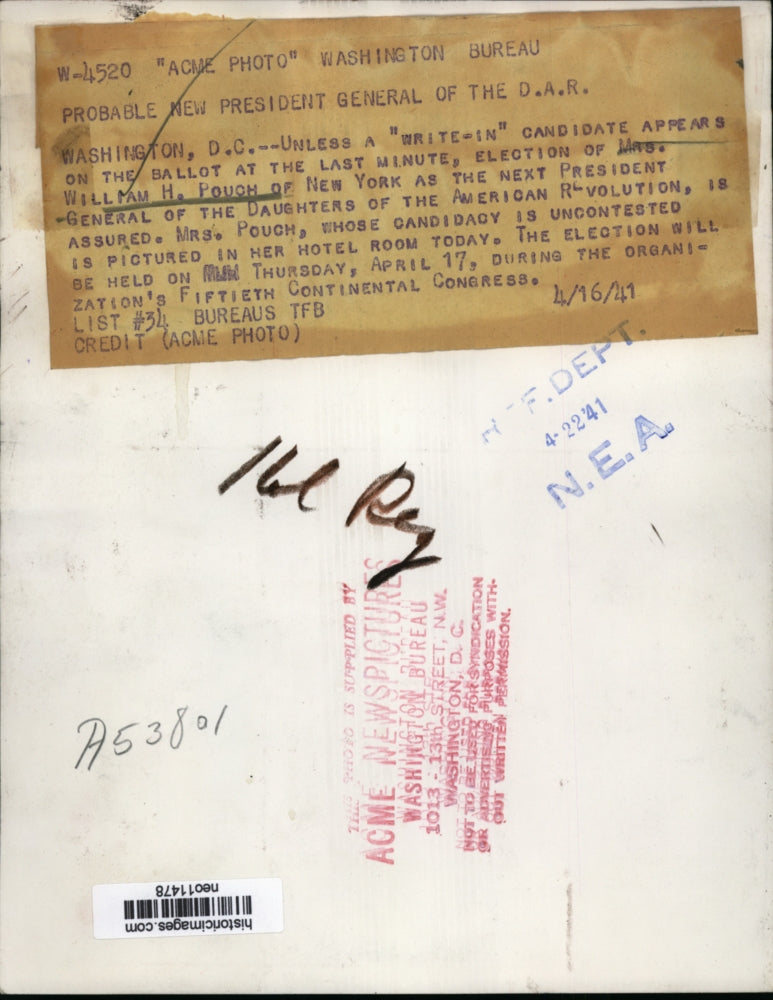 W-4520 "ACME PHOTO" WASHINGTON BUREAU
PROBABLE NEW PRESIDENT GENERAL OF THE D.A.R.
WASHINGTON, D.C.--UNLESS A "WRITE-IN" CANDIDATE APPEARS
ON THE BALLOT AT THE LAST MINUTE, ELECTION OF MRS.
WILLIAM H. POUCH OF NEW YORK AS THE NEXT PRESIDENT
GENERAL OF THE DAUGHTERS OF THE AMERICAN REVOLUTION, IS
ASSURED. MRS. POUCH, WHOSE CANDIDACY IS UNCONTESTED
IS PICTURED IN HER HOTEL ROOM TODAY. THE ELECTION WILL
BE HELD ON THURSDAY, APRIL 17, DURING THE ORGANI-
ZATION'S FIFTIETH CONTINENTAL CONGRESS.
LIST #34 BUREAUS TFB 4/16/41
CREDIT (ACME PHOTO)
F. DEPT.
4-22'41
N.E.A.
Reg
THIS PHOTO IS SUPPLIED BY
ACME NEWSPICTURES
WASHINGTON BUREAU
1013 - 13th STREET, N.W.
WASHINGTON, D. C.
NOT TO BE USED FOR SYNDICATION
OR ADVERTISING PURPOSES WITH-
OUT WRITTEN PERMISSION.
A53801
historicimages.com
neo11478